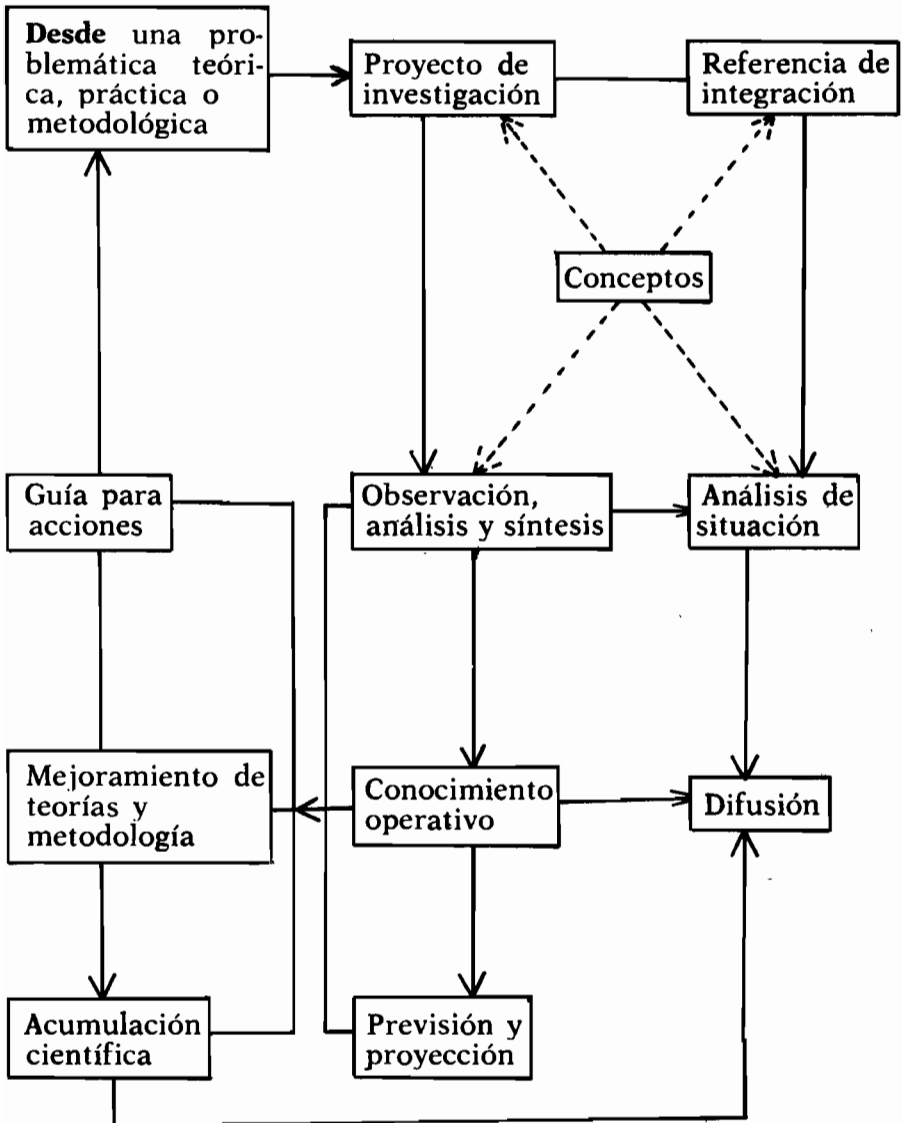 Desde una pro-
blemática teóri-
ca, práctica o
metodológica
Proyecto de
investigación
Referencia de
integración
Conceptos
Guía para
acciones
Observación,
análisis y síntesis
Análisis de
situación
Mejoramiento de
teorías y
metodología
Conocimiento
operativo
Difusión
Acumulación
científica
Previsión y
proyección